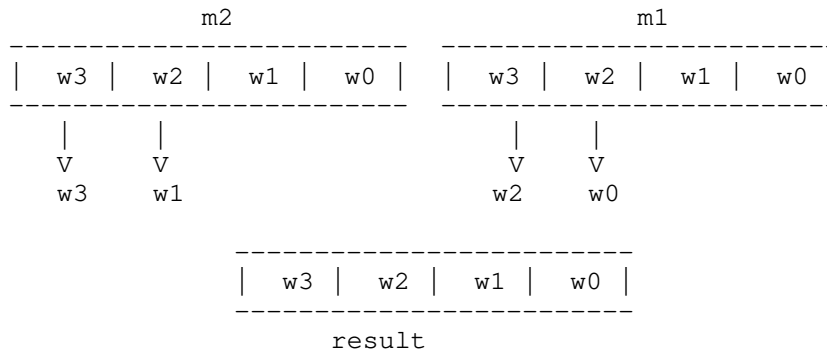 m2 m1
---------------------------- ----------------------------
| w3 | w2 | w1 | w0 | | w3 | w2 | w1 | w0
---------------------------- ----------------------------
| | | |
V V V V
w3 w1 w2 w0
----------------------------
| w3 | w2 | w1 | w0 |
----------------------------
result